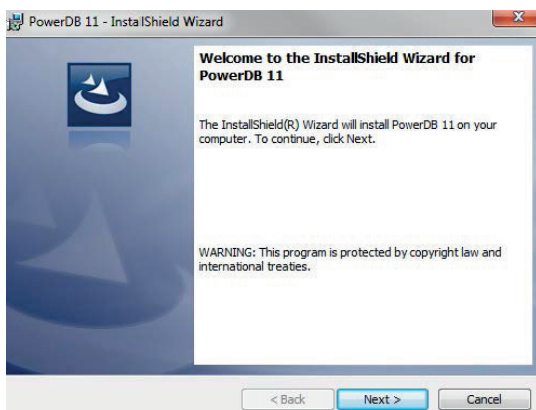 PowerDB 11 - InstallShield Wizard
Welcome to the InstallShield Wizard for
PowerDB 11
The InstallShield(R) Wizard will install PowerDB 11 on your
computer. To continue, click Next.
WARNING: This program is protected by copyright law and
international treaties.
< Back Next > Cancel